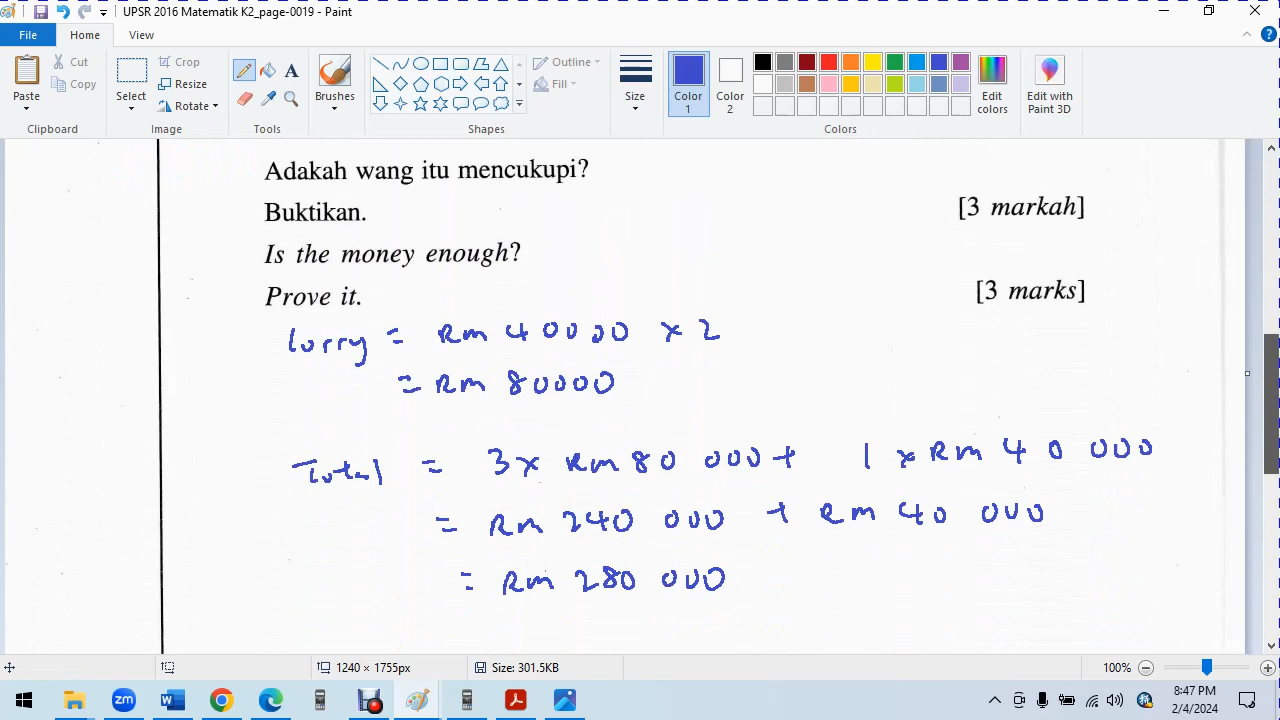 UPSR 2016 Matematik K2_page-0019 - Paint
File Home View
Paste Cut Copy Select Crop Resize Rotate A Brushes Outline Fill Size Color 1 Color 2 Edit colors Edit with Paint 3D
Clipboard Image Tools Shapes Colors
Adakah wang itu mencukupi?
Buktikan. [3 markah]
Is the money enough?
Prove it. [3 marks]
lorry = Rm 40000 x 2
= Rm 80000
Total = 3x Rm 80 000 + 1 x Rm 40 000
= Rm 240 000 + Rm 40 000
= Rm 280 000
1240 × 1755px Size: 301.5KB 100%
zm W 8:47 PM
2/4/2024